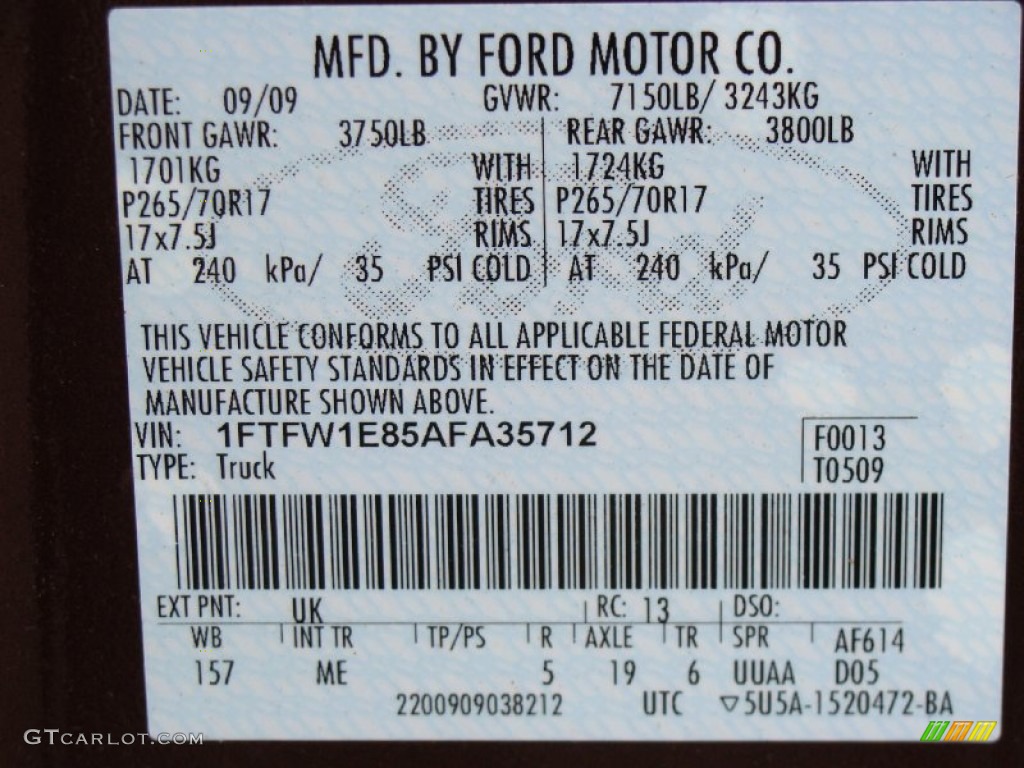 MFD. BY FORD MOTOR CO.
DATE: 09/09 GVWR: 7150LB/ 3243KG
FRONT GAWR: 3750LB REAR GAWR: 3800LB
1701KG WITH 1724KG WITH
P265/70R17 TIRES P265/70R17 TIRES
17x7.5J RIMS 17x7.5J RIMS
AT 240 kPa/ 35 PSI COLD AT 240 kPa/ 35 PSI COLD
THIS VEHICLE CONFORMS TO ALL APPLICABLE FEDERAL MOTOR
VEHICLE SAFETY STANDARDS IN EFFECT ON THE DATE OF
MANUFACTURE SHOWN ABOVE.
VIN: 1FTFW1E85AFA35712 F0013
TYPE: Truck T0509
EXT PNT: UK RC: 13 DSO:
WB INT TR TP/PS R AXLE TR SPR AF614
157 ME 5 19 6 UUAA D05
2200909038212 UTC ▽5U5A-1520472-BA
GTCARLOT.COM